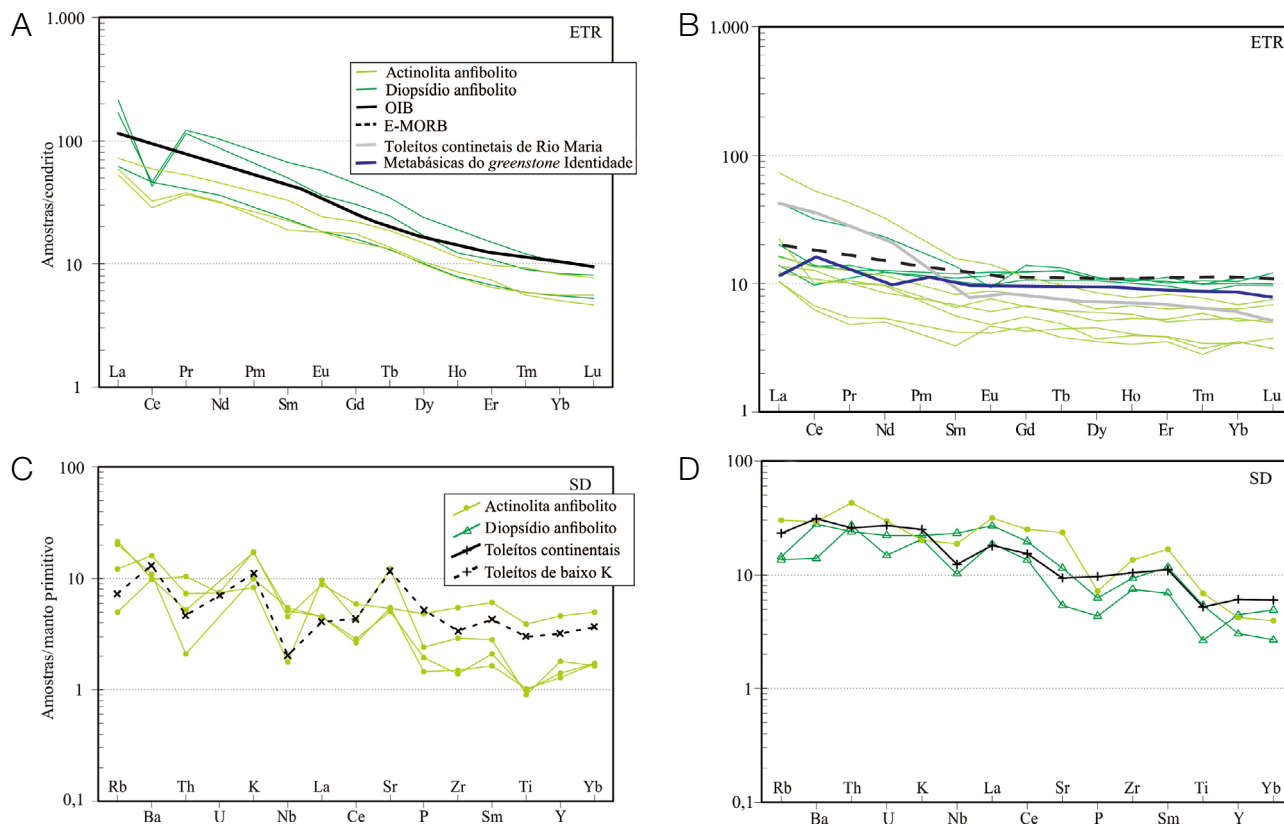 A
ETR
Amostras/condrito
1.000
100
10
1
Actinolita anfibolito
Diopsídio anfibolito
OIB
E-MORB
Toleítos continetais de Rio Maria
Metabásicas do greenstone Identidade
La Pr Pm Eu Tb Ho Tm Lu
Ce Nd Sm Gd Dy Er Yb
B
ETR
1.000
100
10
1
La Pr Pm Eu Tb Ho Tm Lu
Ce Nd Sm Gd Dy Er Yb
C
SD
Amostras/manto primitivo
100
10
1
0,1
Actinolita anfibolito
Diopsídio anfibolito
Toleítos continentais
Toleítos de baixo K
Rb Th K La Sr Zr Ti Yb
Ba U Nb Ce P Sm Y
D
SD
100
10
1
0,1
Rb Th K La Sr Zr Ti Yb
Ba U Nb Ce P Sm Y